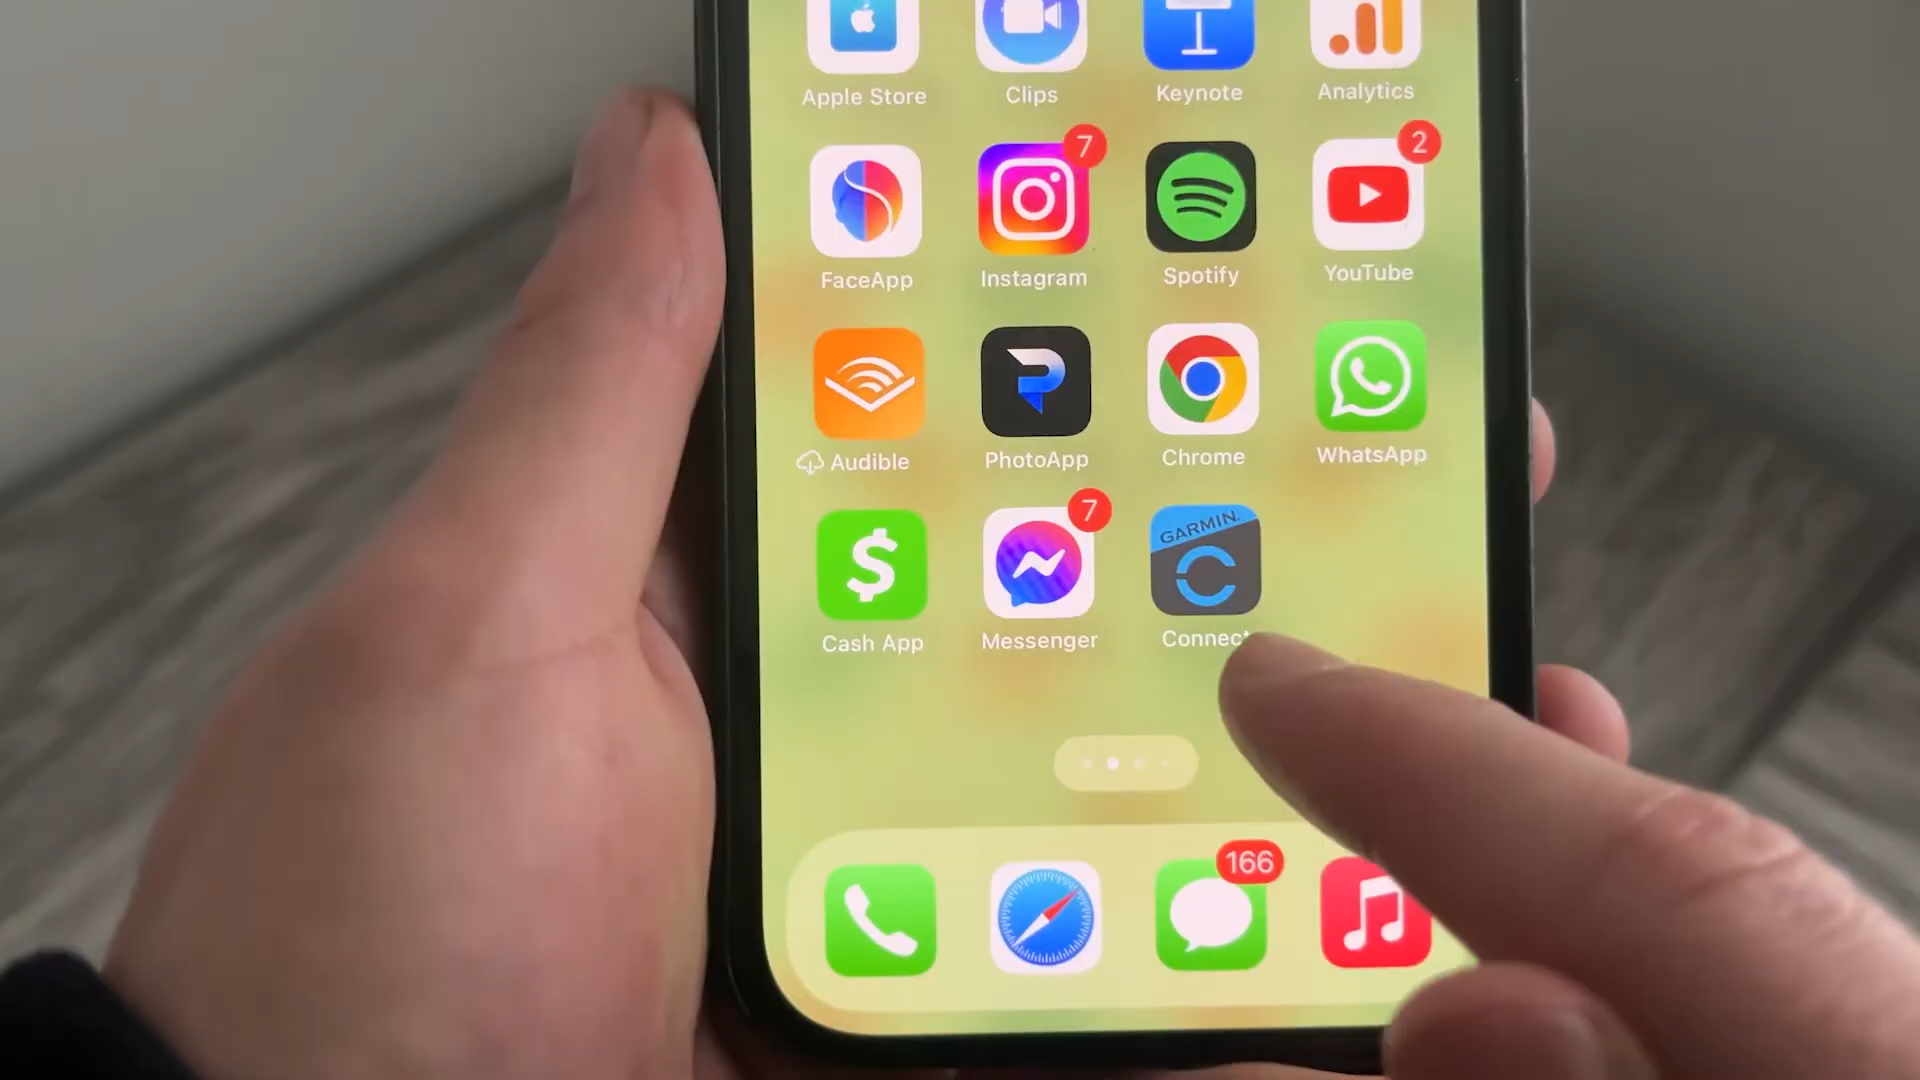 Apple Store
Clips
Keynote
Analytics
7
2
FaceApp
Instagram
Spotify
YouTube
Audible
PhotoApp
Chrome
WhatsApp
$
7
GARMIN
Cash App
Messenger
Connect
166